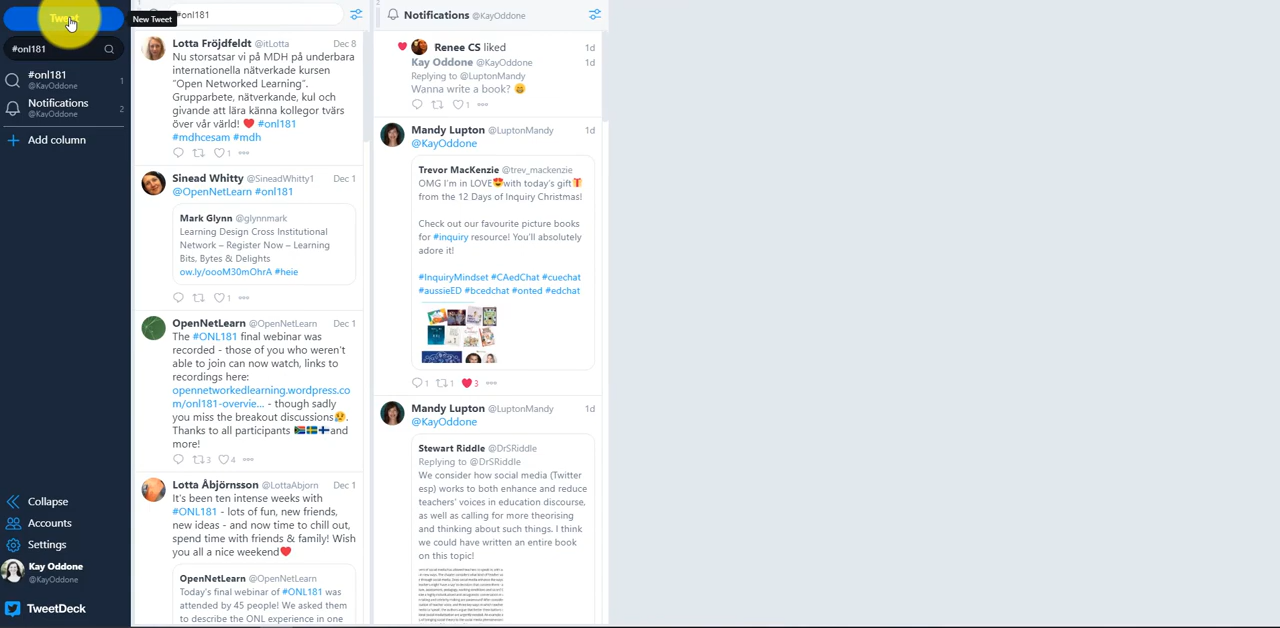 Tweet
New Tweet
#onl181
#onl181
@KayOddone
1
Notifications
@KayOddone
2
Add column
Collapse
Accounts
Settings
Kay Oddone
@KayOddone
TweetDeck
#onl181
Lotta Fröjdfeldt @itLotta Dec 8
Nu storsatsar vi på MDH på underbara
internationella nätverkade kursen
"Open Networked Learning".
Grupparbete, nätverkande, kul och
givande att lära känna kollegor tvärs
över vår värld! ❤️ #onl181
#mdhcesam #mdh
1
Sinead Whitty @SineadWhitty1 Dec 1
@OpenNetLearn #onl181
Mark Glynn @glynnmark
Learning Design Cross Institutional
Network – Register Now – Learning
Bits, Bytes & Delights
ow.ly/oooM30mOhrA #heie
1
OpenNetLearn @OpenNetLearn Dec 1
The #ONL181 final webinar was
recorded - those of you who weren't
able to join can now watch, links to
recordings here:
opennetworkedlearning.wordpress.co
m/onl181-overvie… - though sadly
you miss the breakout discussions😢.
Thanks to all participants 🇿🇦🇸🇪🇫🇮and
more!
3 4
Lotta Åbjörnsson @LottaAbjorn Dec 1
It's been ten intense weeks with
#ONL181 - lots of fun, new friends,
new ideas - and now time to chill out,
spend time with friends & family! Wish
you all a nice weekend❤️
OpenNetLearn @OpenNetLearn
Today's final webinar of #ONL181 was
attended by 45 people! We asked them
to describe the ONL experience in one
Notifications @KayOddone
Renee CS liked 1d
Kay Oddone @KayOddone 1d
Replying to @LuptonMandy
Wanna write a book? 😀
1
Mandy Lupton @LuptonMandy 1d
@KayOddone
Trevor MacKenzie @trev_mackenzie
OMG I'm in LOVE😍with today's gift🎁
from the 12 Days of Inquiry Christmas!
Check out our favourite picture books
for #inquiry resource! You'll absolutely
adore it!
#InquiryMindset #CAedChat #cuechat
#aussieED #bcedchat #onted #edchat
1 1 3
Mandy Lupton @LuptonMandy 1d
@KayOddone
Stewart Riddle @DrSRiddle
Replying to @DrSRiddle
We consider how social media (Twitter
esp) works to both enhance and reduce
teachers' voices in education discourse,
as well as calling for more theorising
and thinking about such things. I think
we could have written an entire book
on this topic!